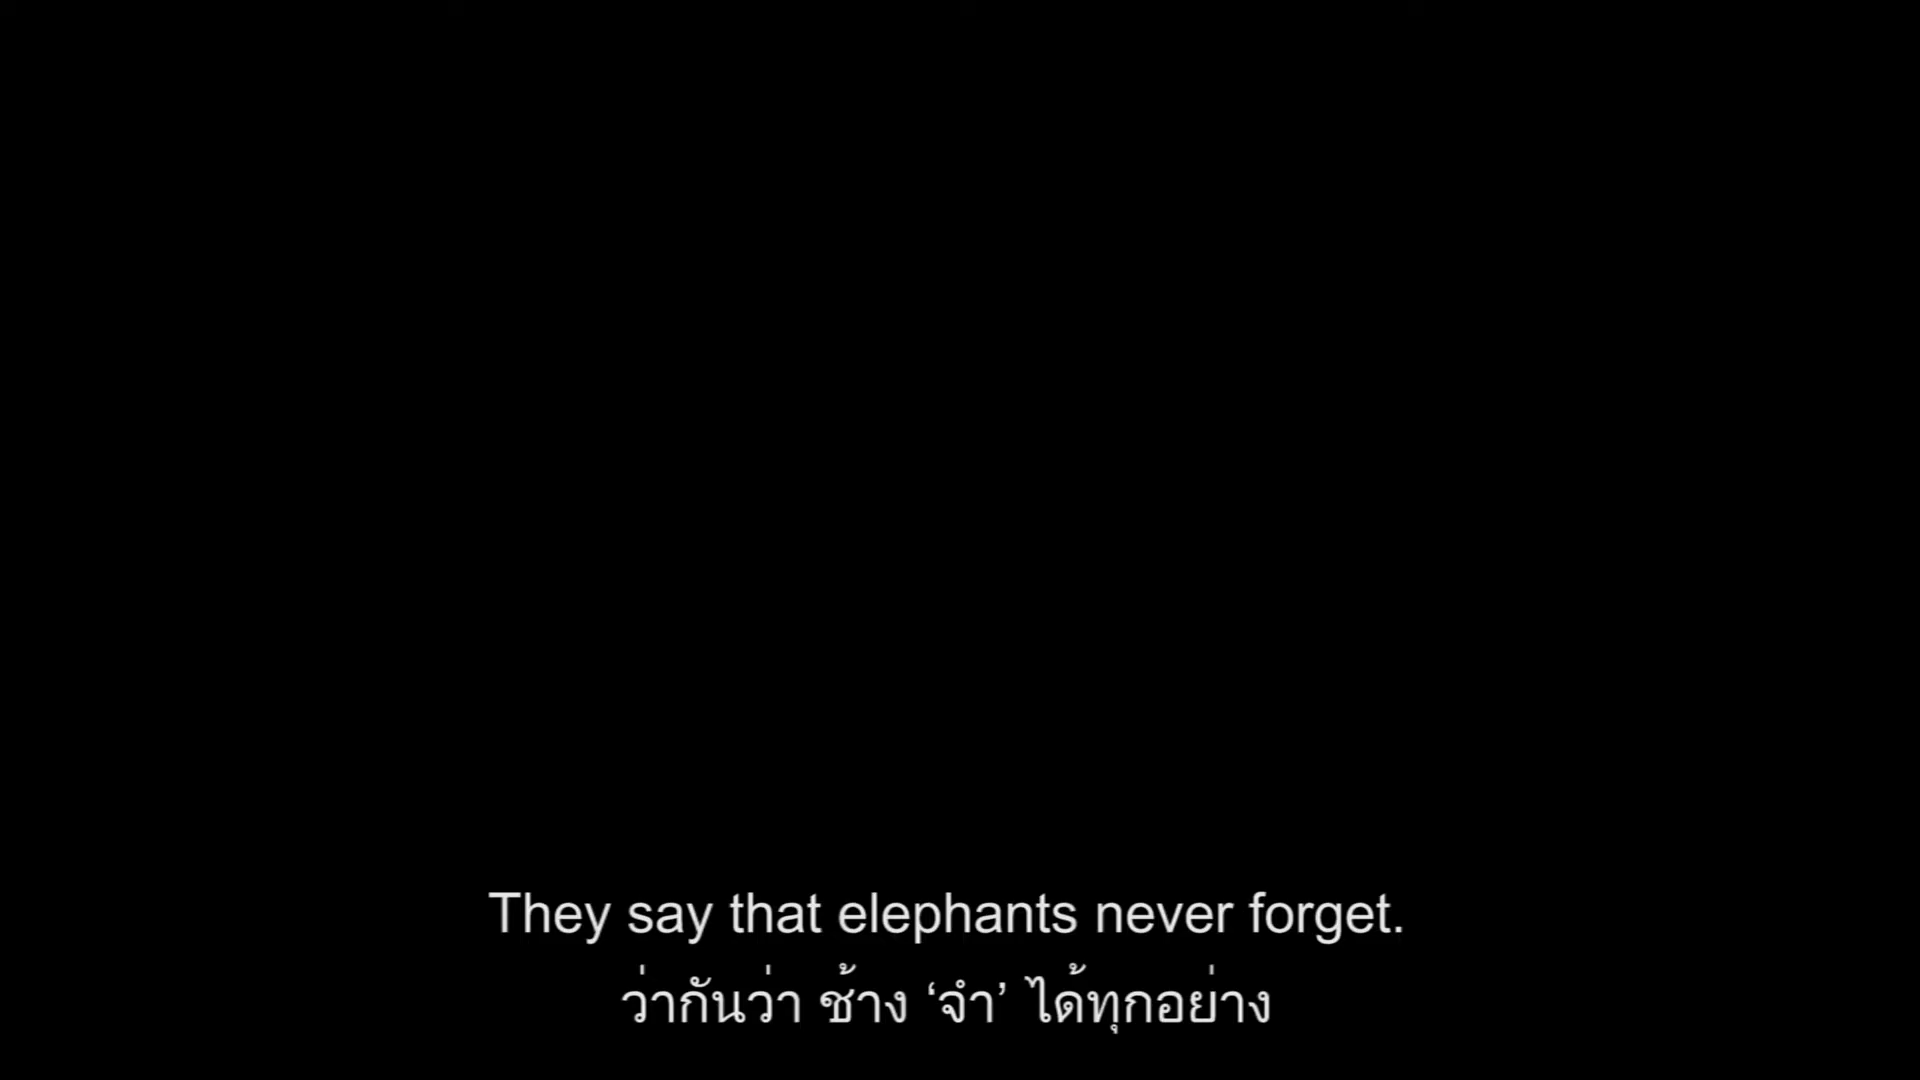 They say that elephants never forget.
ว่ากันว่า ช้าง ‘จำ’ ได้ทุกอย่าง